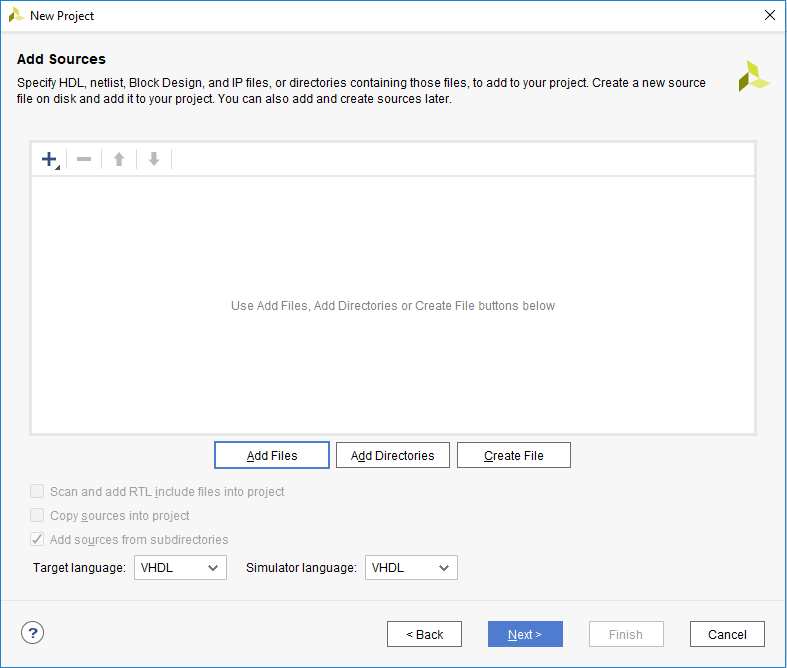 New Project
Add Sources
Specify HDL, netlist, Block Design, and IP files, or directories containing those files, to add to your project. Create a new source
file on disk and add it to your project. You can also add and create sources later.
Use Add Files, Add Directories or Create File buttons below
Add Files Add Directories Create File
Scan and add RTL include files into project
Copy sources into project
Add sources from subdirectories
Target language: VHDL Simulator language: VHDL
? < Back Next > Finish Cancel